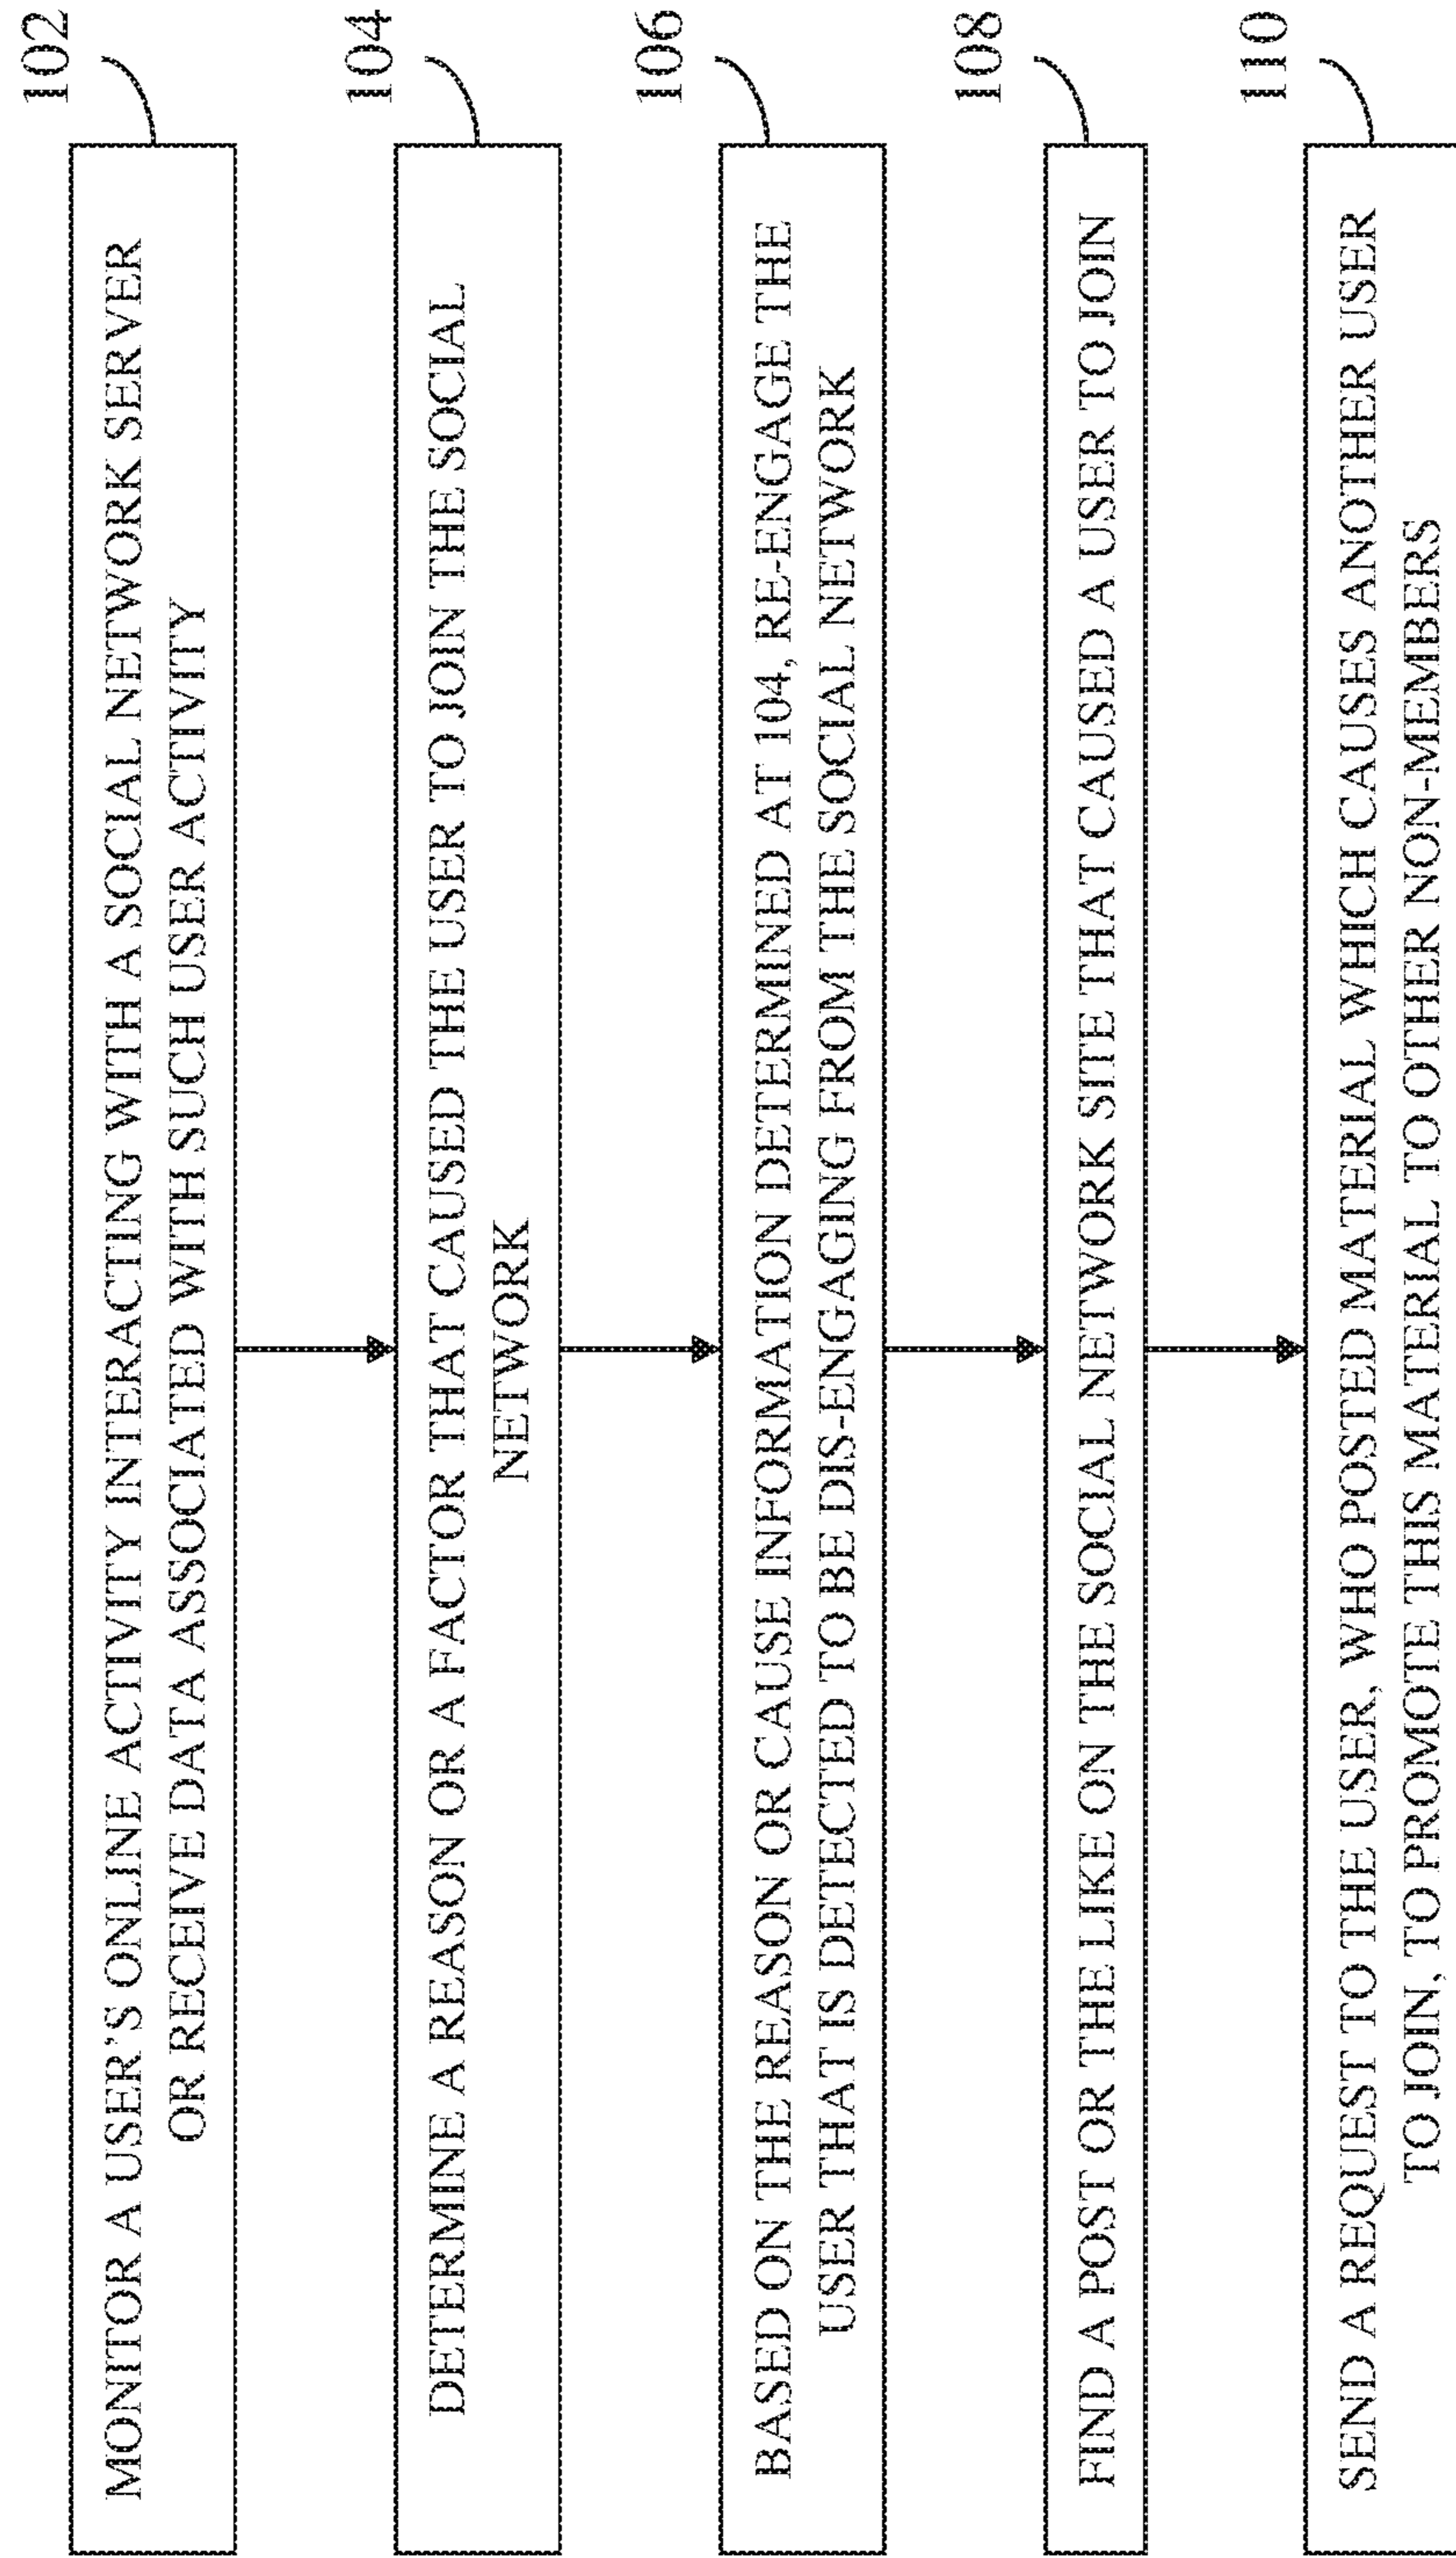 102
MONITOR A USER'S ONLINE ACTIVITY INTERACTING WITH A SOCIAL NETWORK SERVER
OR RECEIVE DATA ASSOCIATED WITH SUCH USER ACTIVITY
104
DETERMINE A REASON OR A FACTOR THAT CAUSED THE USER TO JOIN THE SOCIAL
NETWORK
106
BASED ON THE REASON OR CAUSE INFORMATION DETERMINED AT 104, RE-ENGAGE THE
USER THAT IS DETECTED TO BE DIS-ENGAGING FROM THE SOCIAL NETWORK
108
FIND A POST OR THE LIKE ON THE SOCIAL NETWORK SITE THAT CAUSED A USER TO JOIN
110
SEND A REQUEST TO THE USER, WHO POSTED MATERIAL WHICH CAUSES ANOTHER USER
TO JOIN, TO PROMOTE THIS MATERIAL TO OTHER NON-MEMBERS